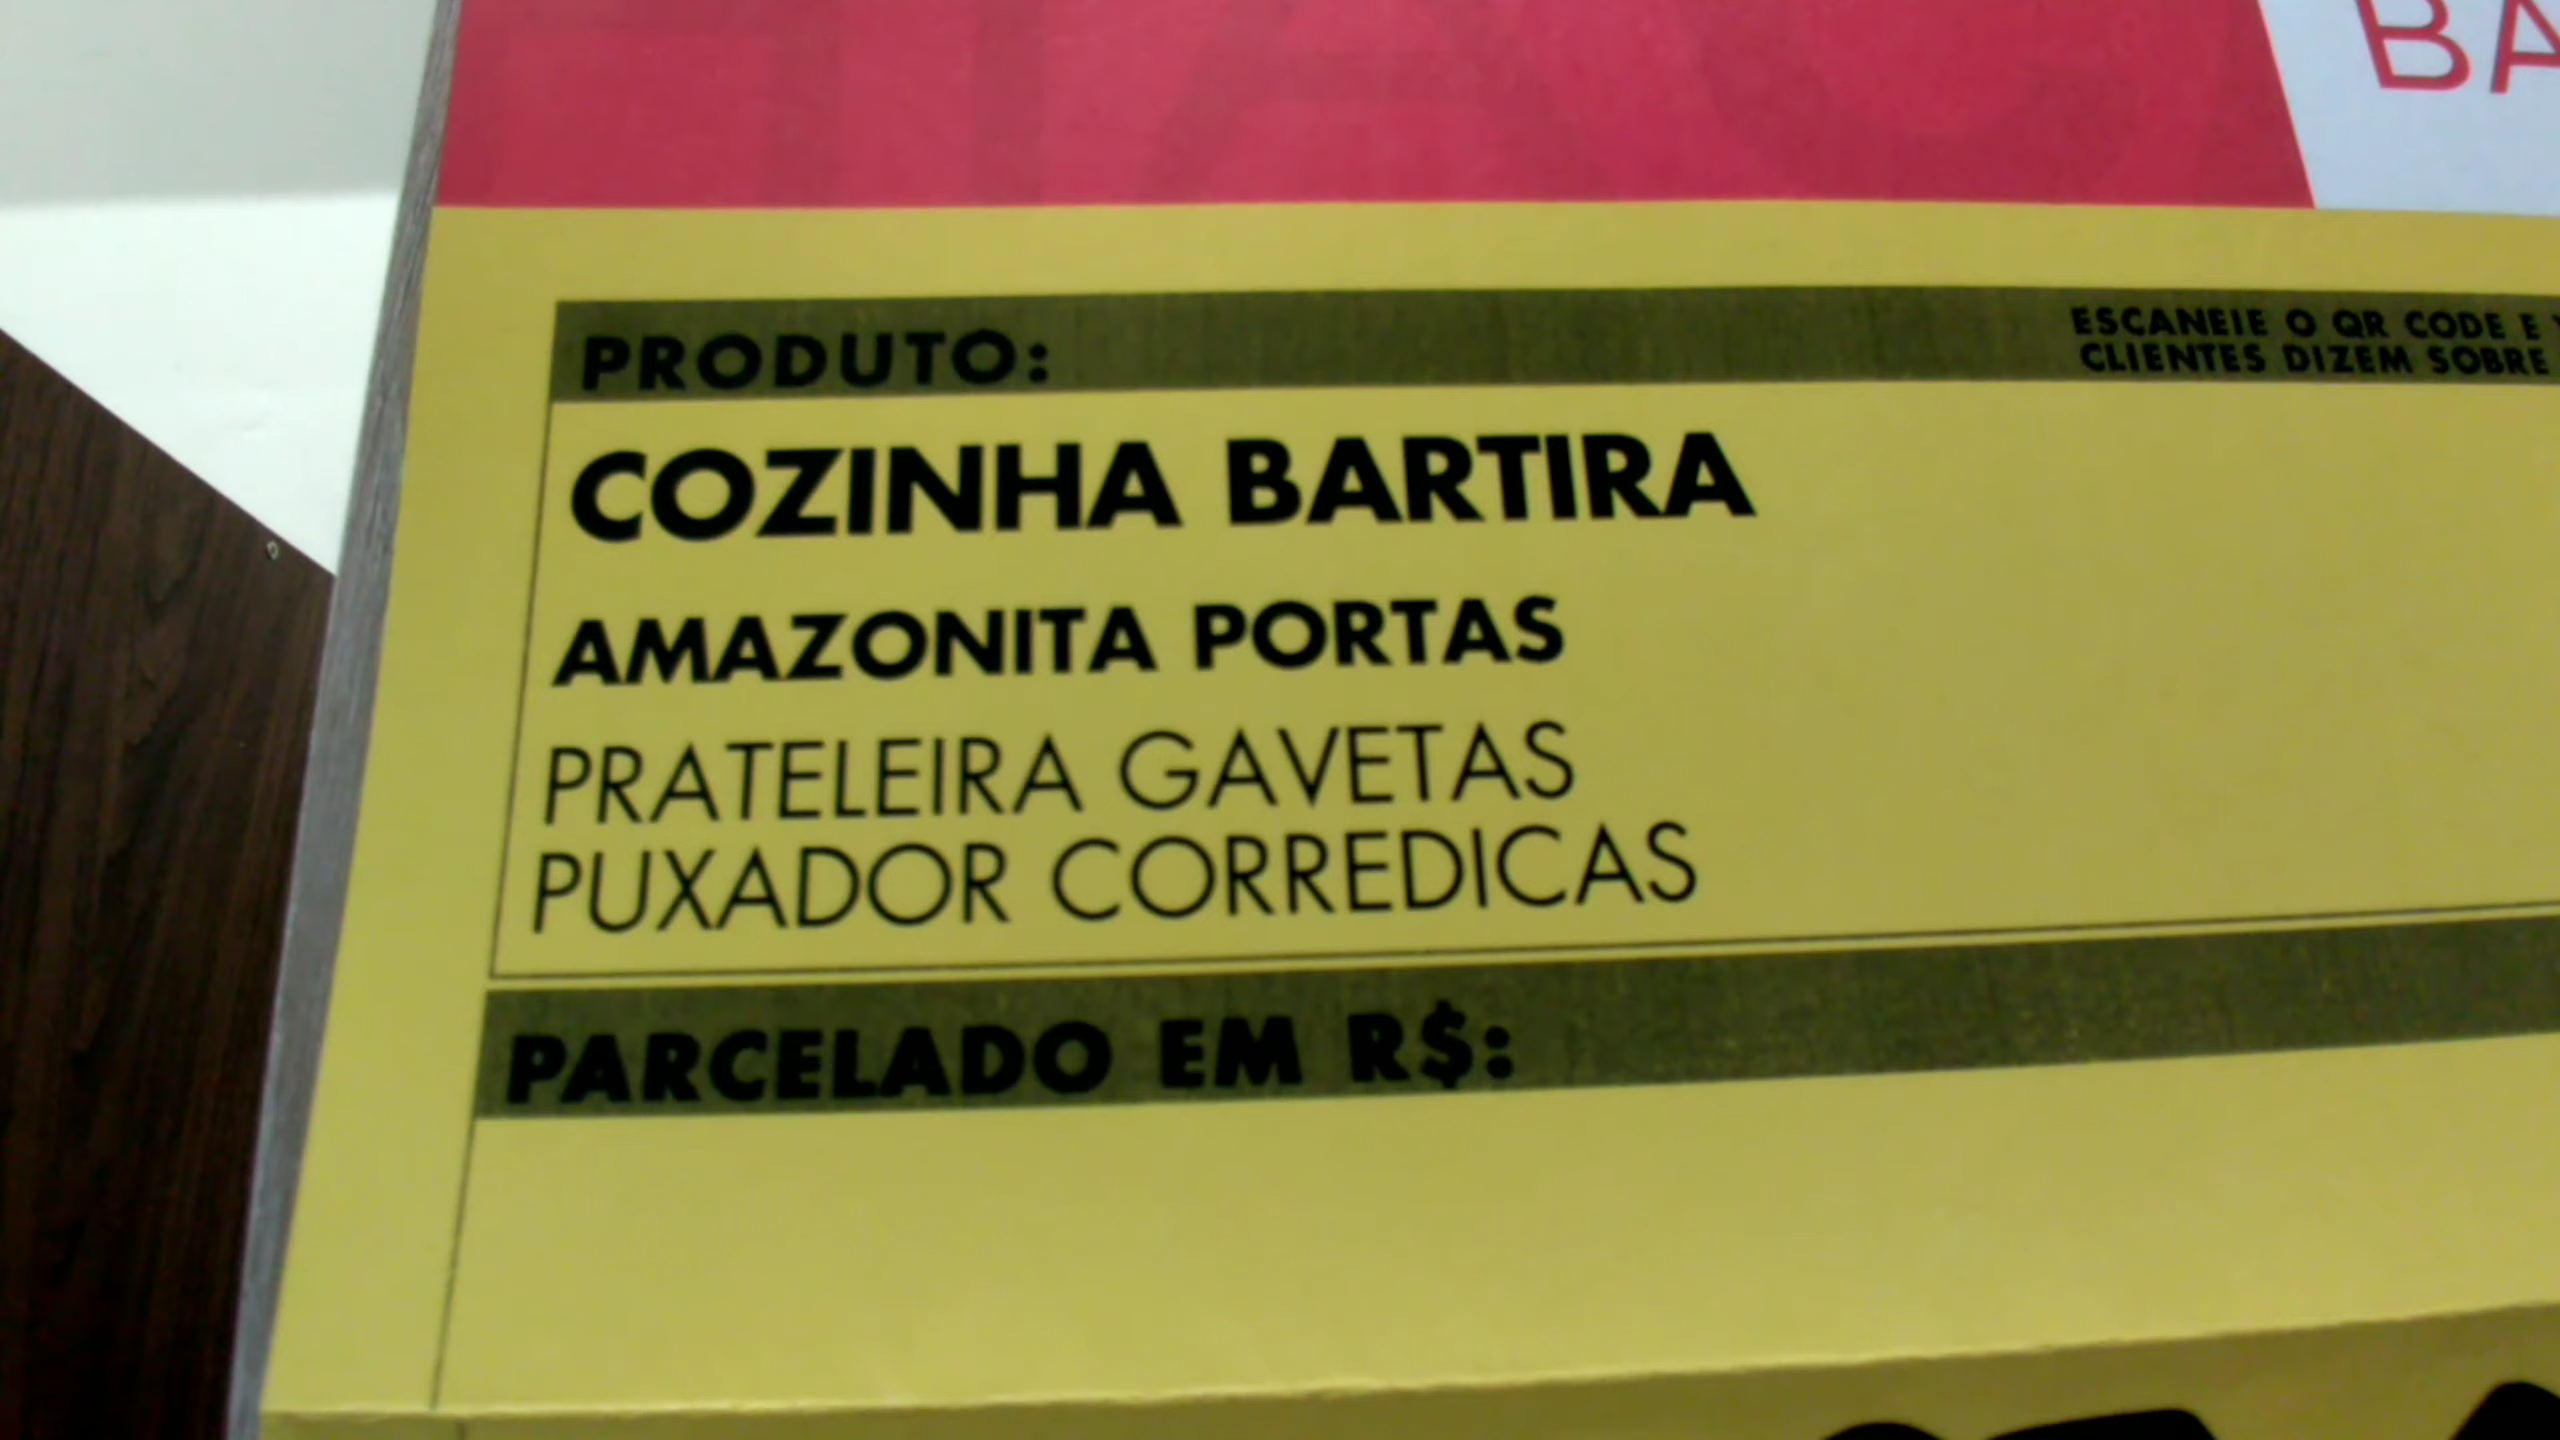 PRODUTO:
ESCANEIE O QR CODE E
CLIENTES DIZEM SOBRE
COZINHA BARTIRA
AMAZONITA PORTAS
PRATELEIRA GAVETAS
PUXADOR CORREDICAS
PARCELADO EM R$: